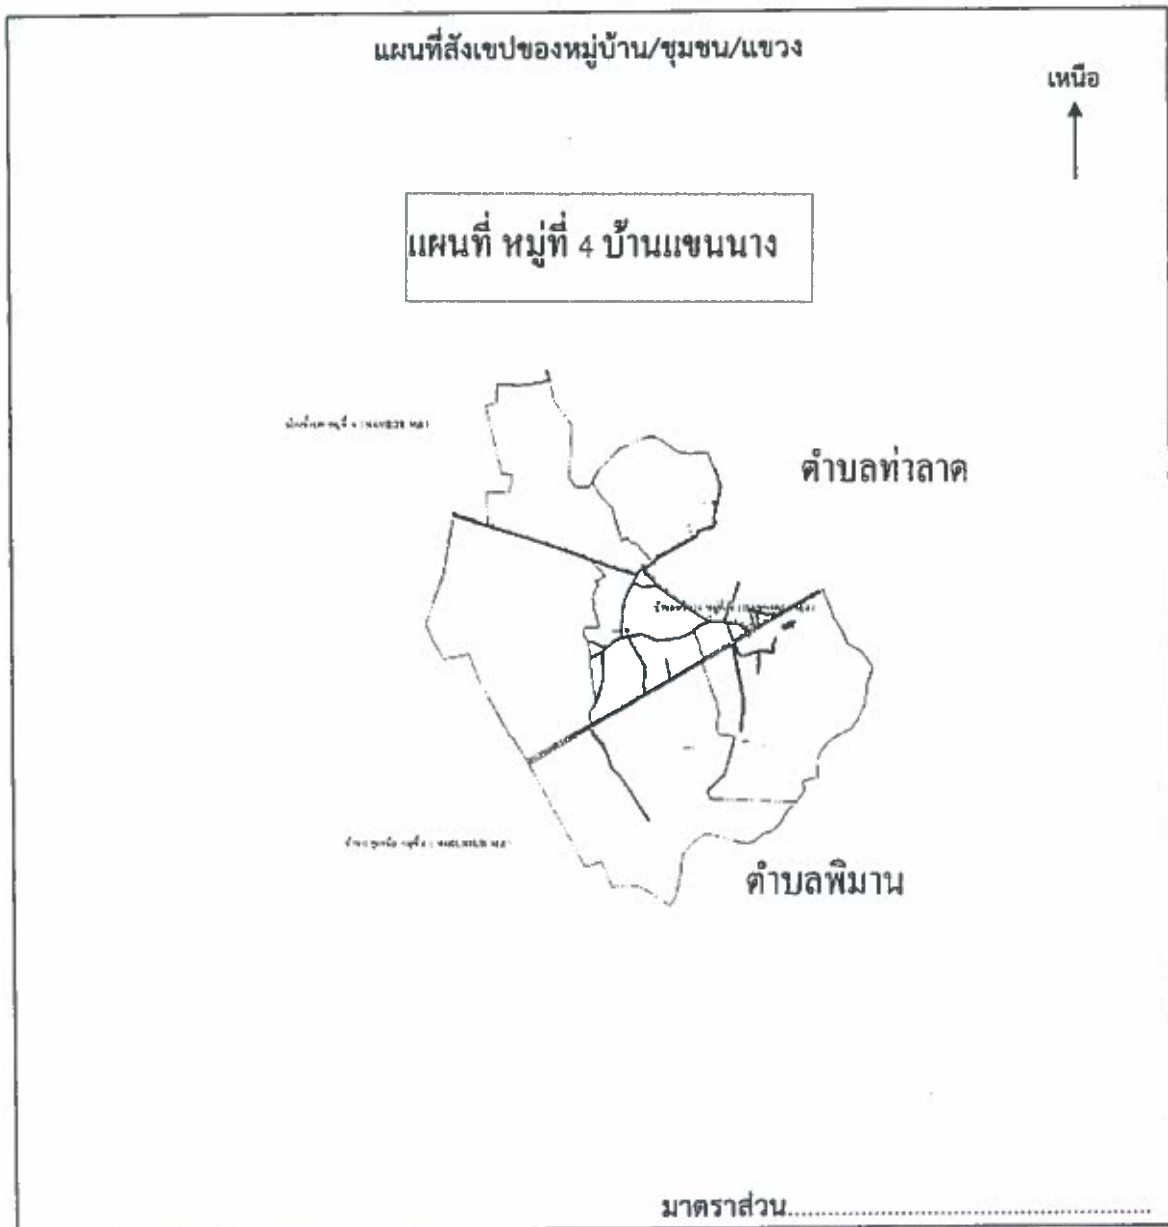 แผนที่สังเขปของหมู่บ้าน/ชุมชน/แขวง
เหนือ
แผนที่ หมู่ที่ 4 บ้านแขนนาง
ตำบลท่าลาด
ตำบลพิมาน
มาตราส่วน....................................................